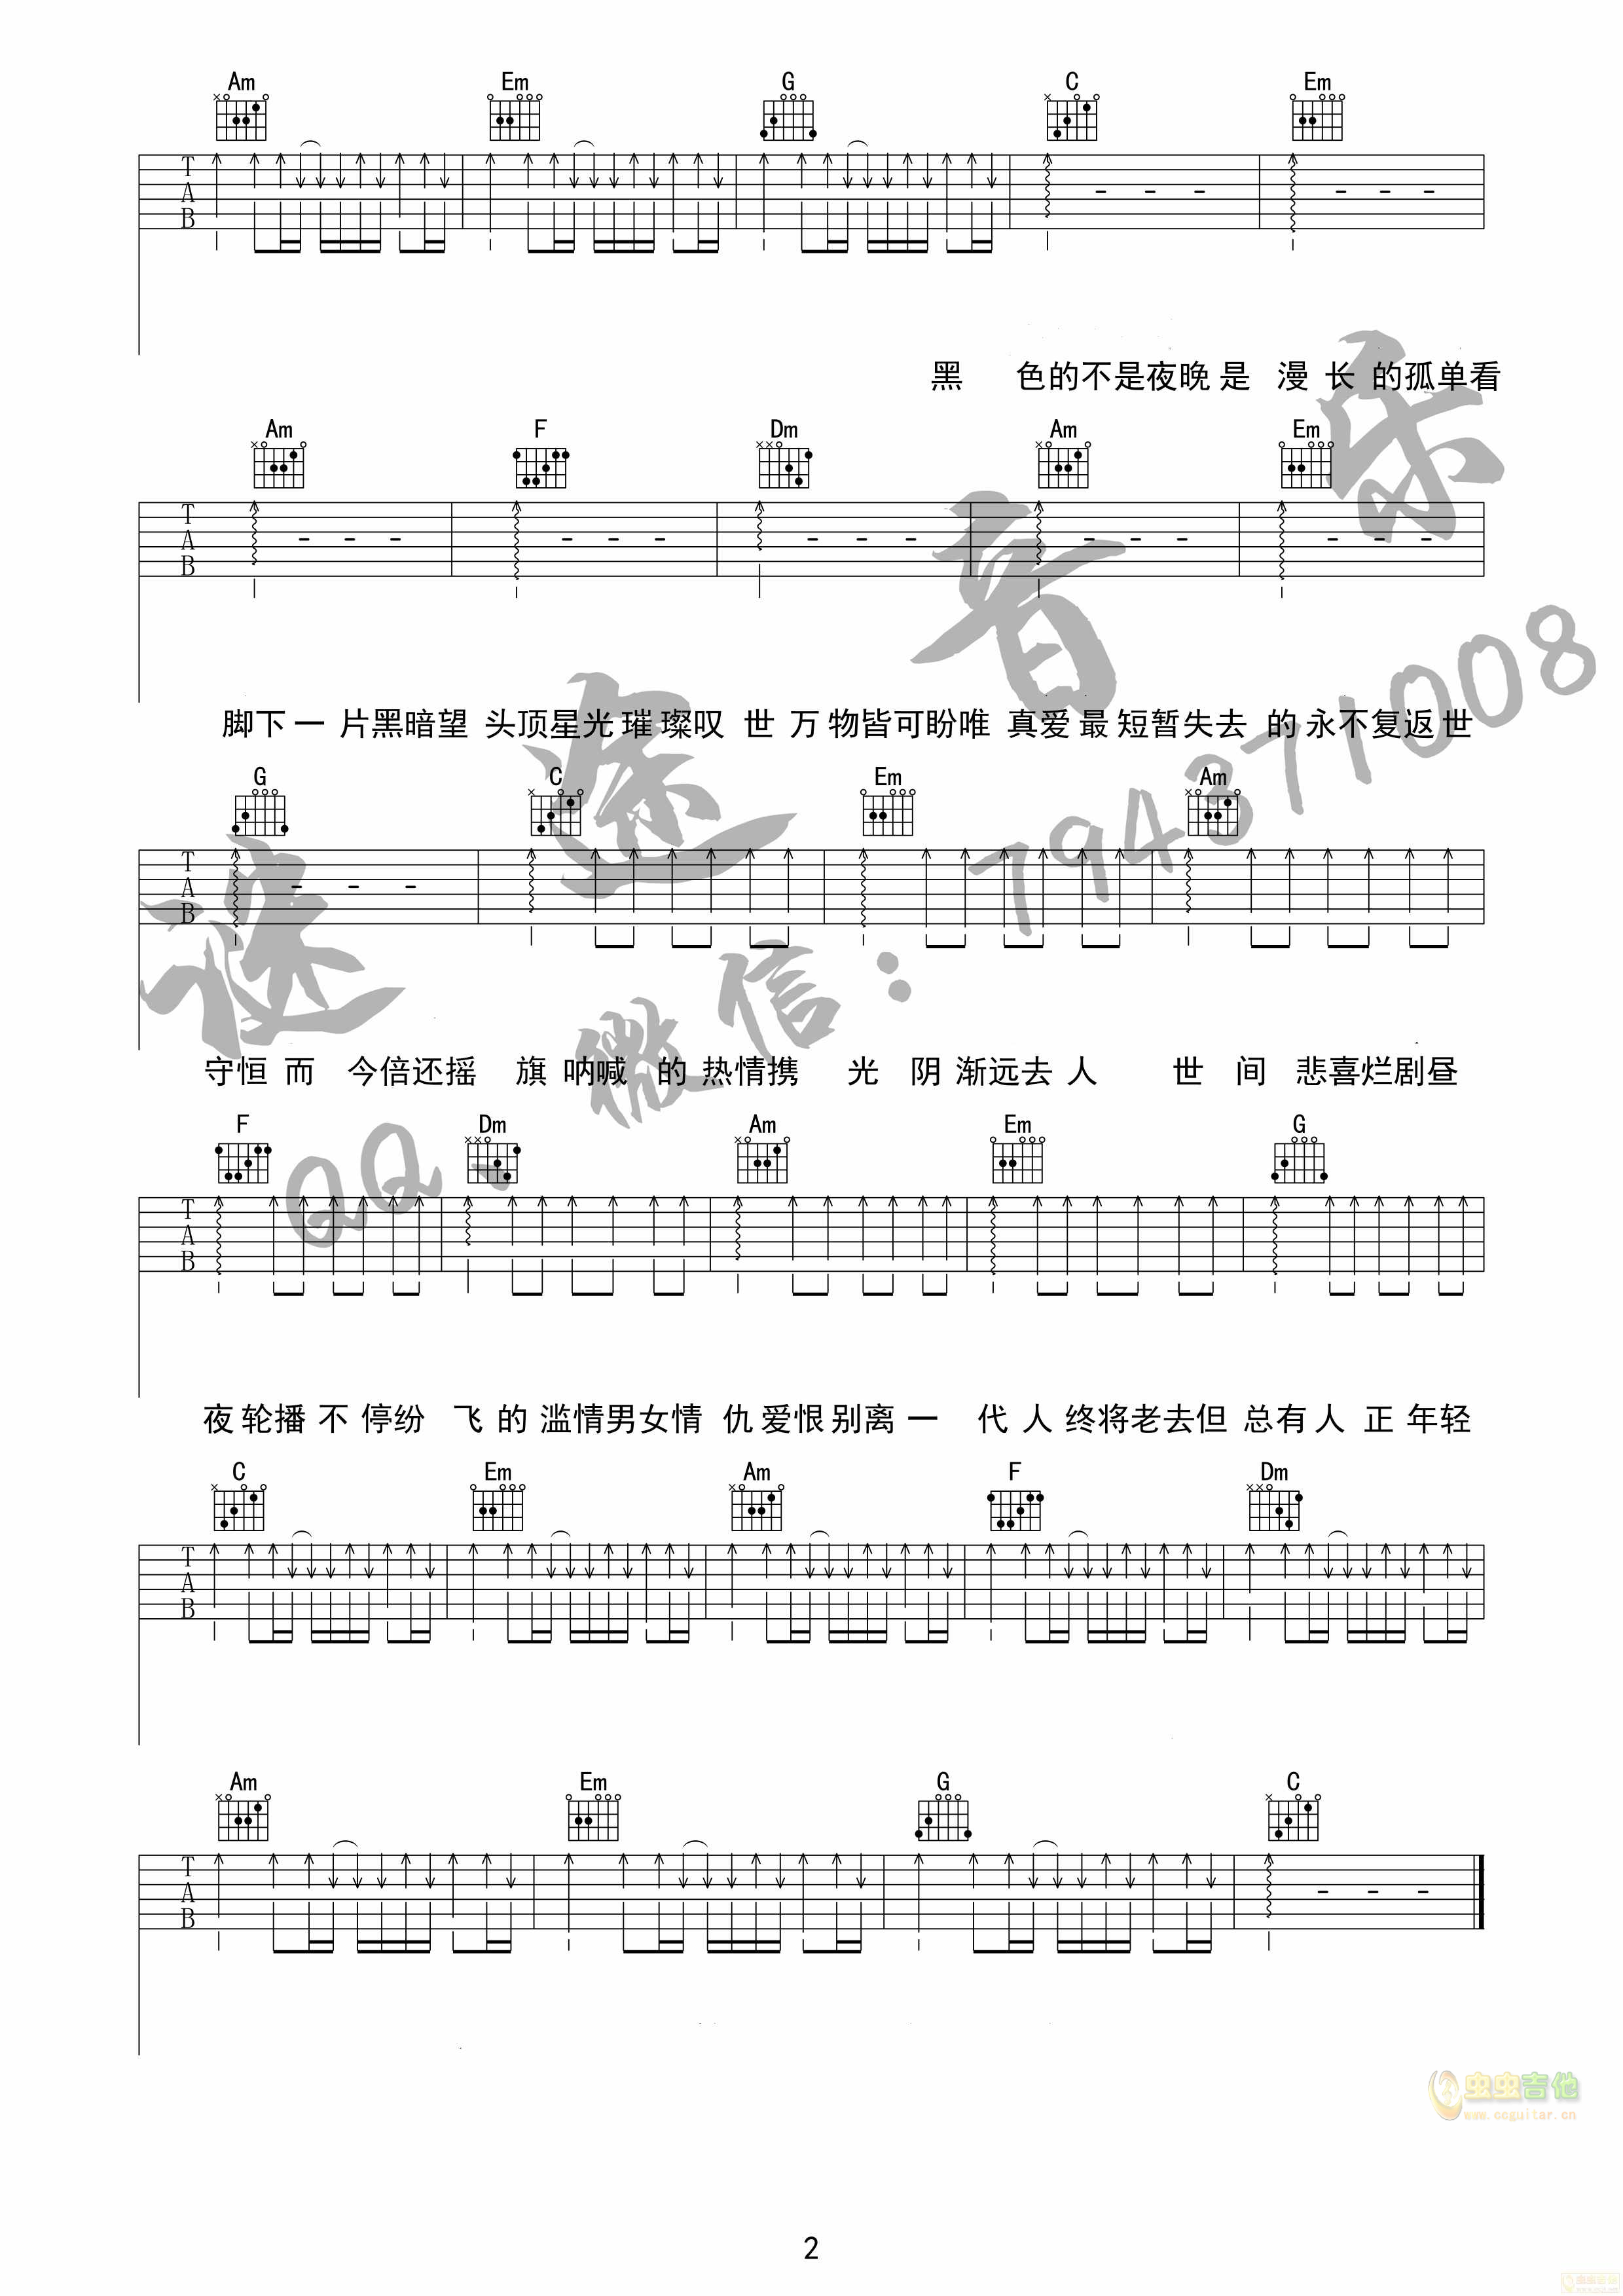 Am Em G C Em
T
A
B
黑 色的不是夜晚是 漫 长 的孤单看
Am F Dm Am Em
T
A
B
脚下一 片黑暗望 头顶星光璀璨叹 世 万物皆可盼唯 真爱最短暂失去 的永不复返世
G C Em Am
T
A
B
守恒 而 今倍还摇 旗 呐喊 的 热情携 光 阴 渐远去 人 世 间 悲喜烂剧昼
F Dm Am Em G
T
A
B
夜轮播 不 停纷 飞 的 滥情男女情 仇爱恨别离一 代 人 终将老去但 总有人 正 年轻
C Em Am F Dm
T
A
B
Am Em G C
T
A
B
谜途音乐
QQ、微信：794371008
虫虫吉他
www.ccguitar.cn
2